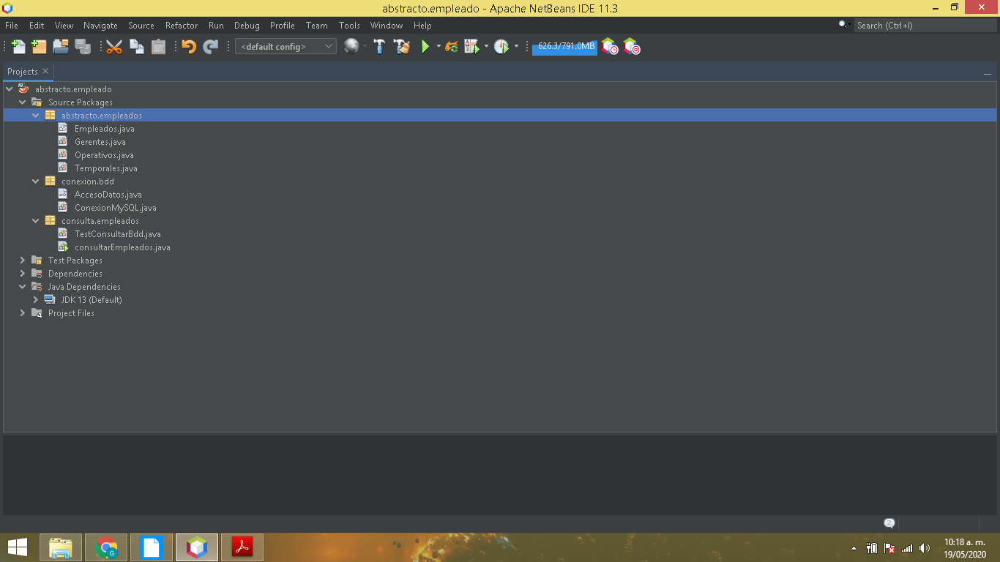 abstracto.empleado - Apache NetBeans IDE 11.3
File Edit View Navigate Source Refactor Run Debug Profile Team Tools Window Help
Search (Ctrl+I)
<default config>
626.3/791.0MB
Projects
abstracto.empleado
Source Packages
abstracto.empleados
Empleados.java
Gerentes.java
Operativos.java
Temporales.java
conexion.bdd
AccesoDatos.java
ConexionMySQL.java
consulta.empleados
TestConsultarBdd.java
consultarEmpleados.java
Test Packages
Dependencies
Java Dependencies
JDK 13 (Default)
Project Files
10:18 a. m.
19/05/2020